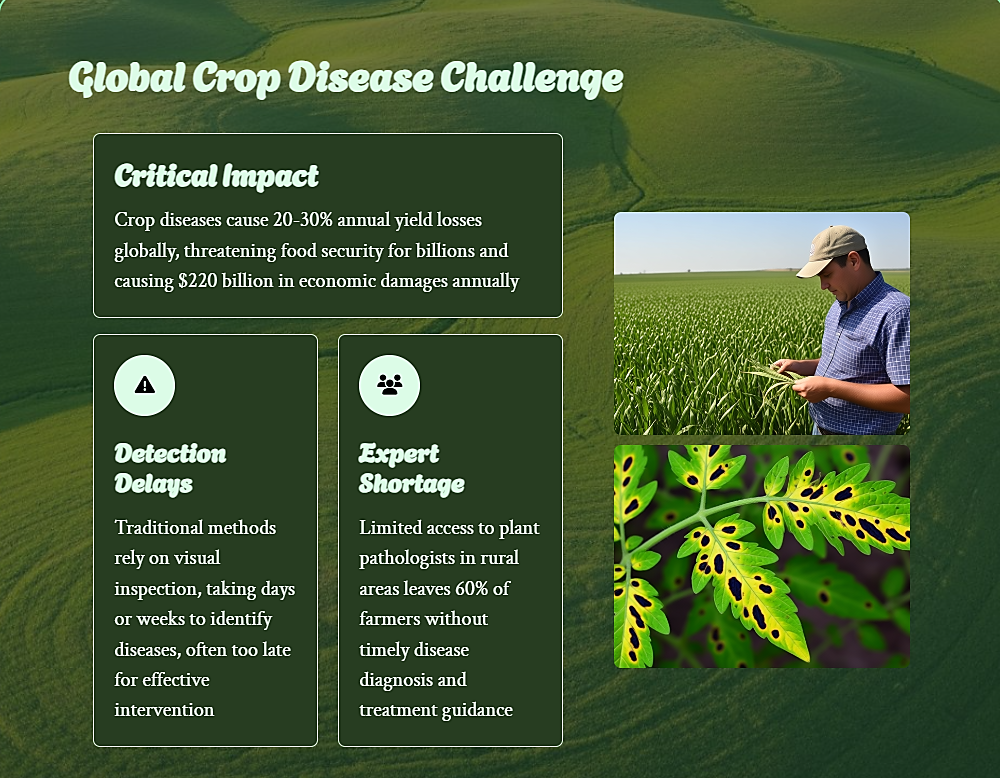 Global Crop Disease Challenge
Critical Impact
Crop diseases cause 20-30% annual yield losses
globally, threatening food security for billions and
causing $220 billion in economic damages annually
Detection
Delays
Traditional methods
rely on visual
inspection, taking days
or weeks to identify
diseases, often too late
for effective
intervention
Expert
Shortage
Limited access to plant
pathologists in rural
areas leaves 60% of
farmers without
timely disease
diagnosis and
treatment guidance